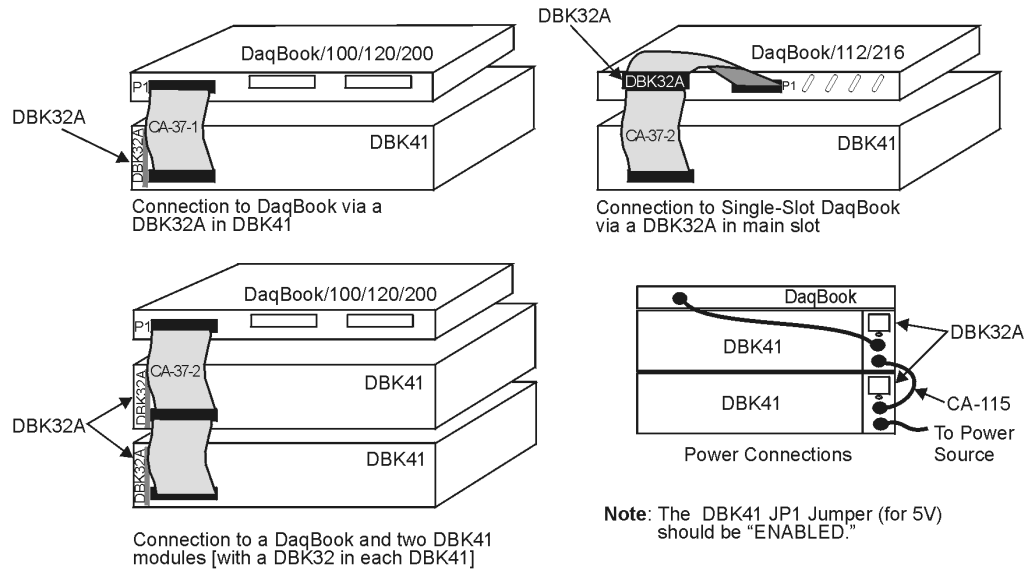 DBK32A
DaqBook/100/120/200
P1
CA-37-1
DBK32A
DBK32A
DBK41
Connection to DaqBook via a
DBK32A in DBK41
DaqBook/112/216
DBK32A
P1
CA-37-2
DBK41
Connection to Single-Slot DaqBook
via a DBK32A in main slot
DaqBook/100/120/200
P1
CA-37-2
DBK41
DBK32A
DBK32A
DBK41
DBK32A
Connection to a DaqBook and two DBK41
modules [with a DBK32 in each DBK41]
DaqBook
DBK41
DBK32A
DBK41
CA-115
To Power
Source
Power Connections
Note: The DBK41 JP1 Jumper (for 5V)
should be “ENABLED.”